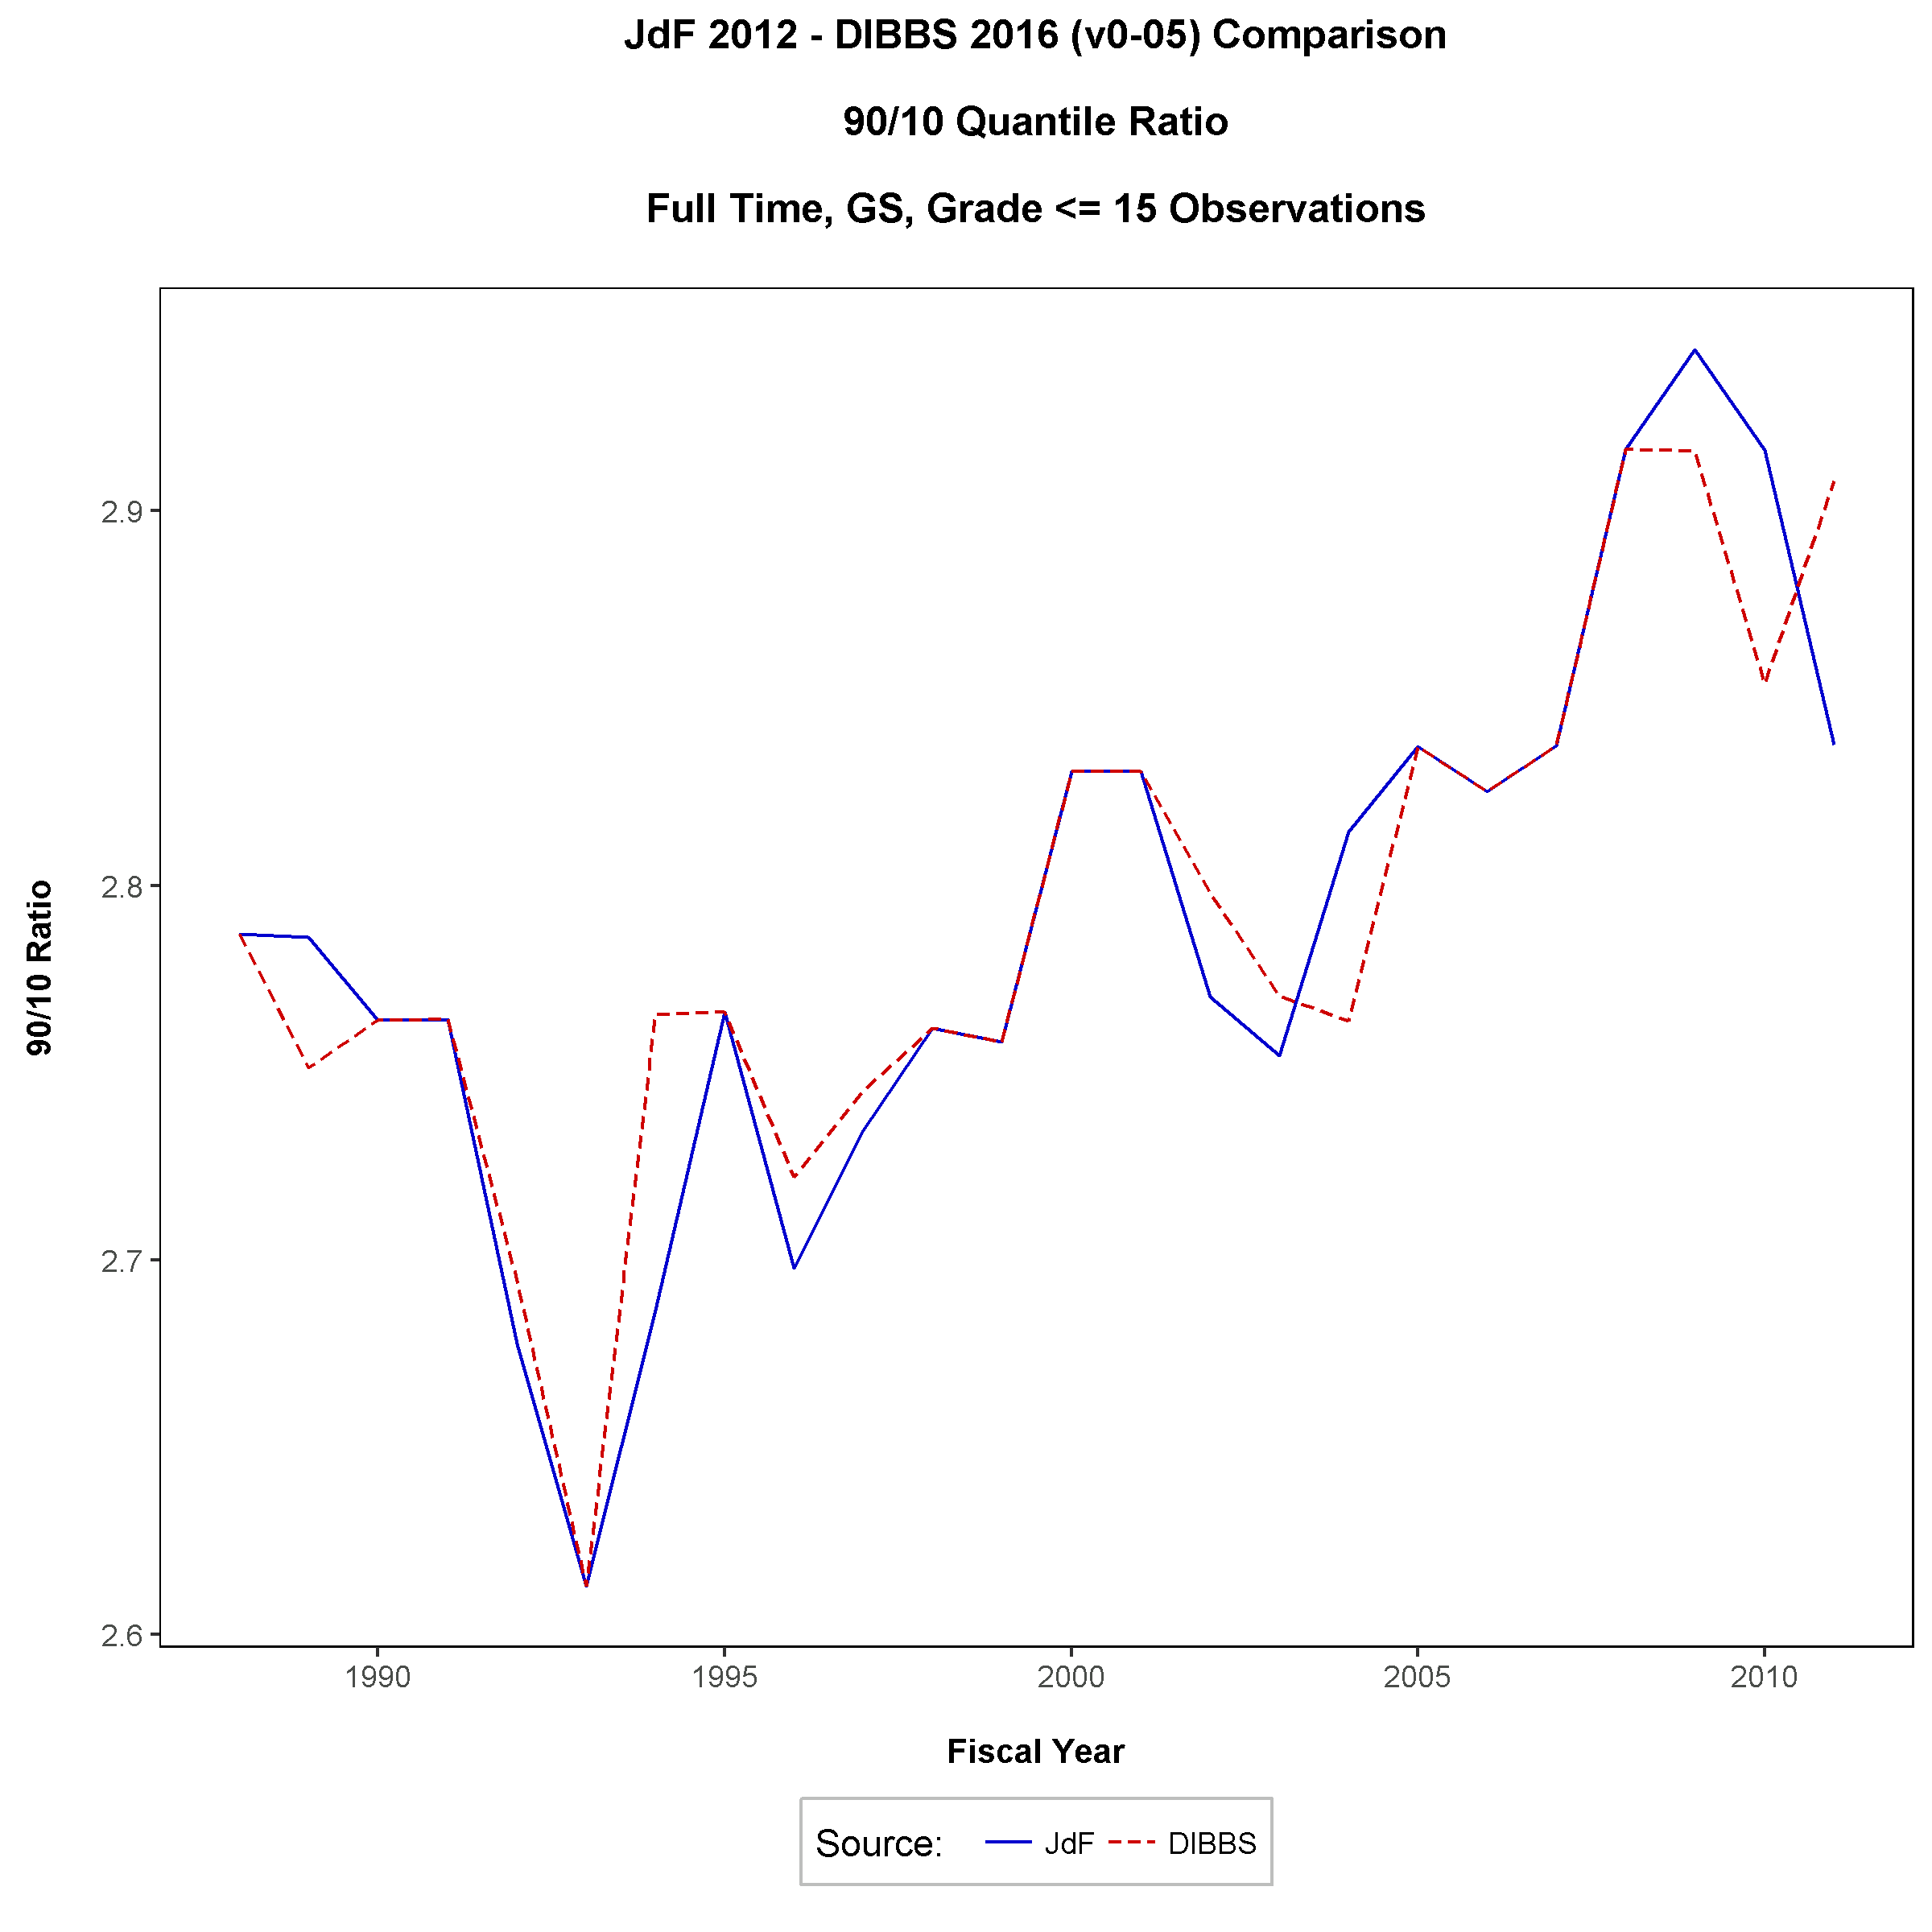 JdF 2012 - DIBBS 2016 (v0-05) Comparison
90/10 Quantile Ratio
Full Time, GS, Grade <= 15 Observations
90/10 Ratio
2.9
2.8
2.7
2.6
1990 1995 2000 2005 2010
Fiscal Year
Source: JdF DIBBS